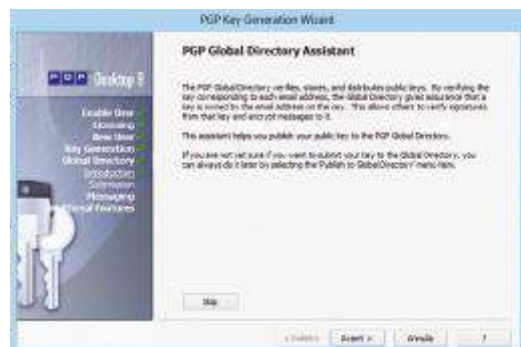 PGP Key Generation Wizard
PGP Desktop 9
Enable User
Licensing
New User
Key Generation
Global Directory
Introduction
Submission
Messaging
Additional Features
PGP Global Directory Assistant
The PGP Global Directory verifies, stores, and distributes public keys. By verifying the
key corresponding to each email address, the Global Directory gives assurance that a
key is owned by the email address on the key. This allows others to verify signatures
from that key and encrypt messages to it.
This assistant helps you publish your public key to the PGP Global Directory.
If you are not yet sure if you want to submit your key to the Global Directory, you
can always do it later by selecting the 'Publish to Global Directory' menu item.
Skip
< Indietro
Avanti >
Annulla
?